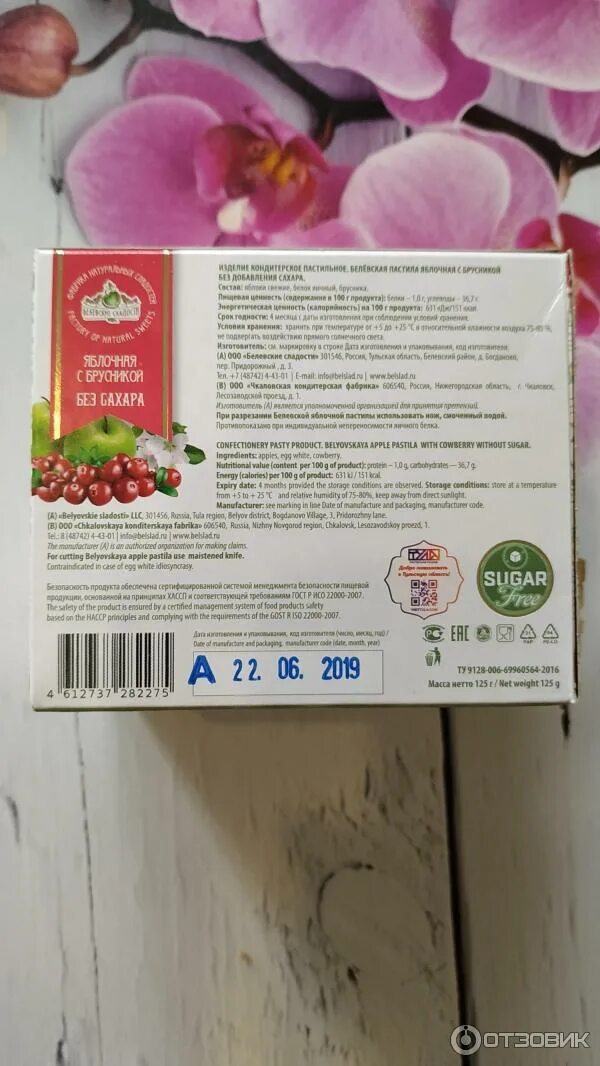 ФАБРИКА НАТУРАЛЬНЫХ СЛАДОСТЕЙ
БЕЛЕВСКИЕ СЛАДОСТИ
FACTORY OF NATURAL SWEETS
ЯБЛОЧНАЯ
С БРУСНИКОЙ
БЕЗ САХАРА
ИЗДЕЛИЕ КОНДИТЕРСКОЕ ПАСТИЛЬНОЕ. БЕЛЁВСКАЯ ПАСТИЛА ЯБЛОЧНАЯ С БРУСНИКОЙ
БЕЗ ДОБАВЛЕНИЯ САХАРА.
Состав: яблоки свежие, белок яичный, брусника.
Пищевая ценность (содержание в 100 г продукта): белки – 1,0 г, углеводы – 36,7 г.
Энергетическая ценность (калорийность) на 100 г продукта: 631 кДж/151 ккал.
Срок годности: 4 месяца с даты изготовления при соблюдении условий хранения.
Условия хранения: хранить при температуре от +5 до +25 °С и относительной влажности воздуха 75-80 %,
не подвергать воздействию прямого солнечного света.
Изготовитель: см. маркировку в строке Дата изготовления и упаковывания, код изготовителя:
(А) ООО «Белевские сладости» 301456, Россия, Тульская область, Белевский район, д. Богданово,
пер. Придорожный, д. 3.
Тел. +7 (48742) 4-43-01 | E-mail: info@belslad.ru | www.belslad.ru
(В) ООО «Чкаловская кондитерская фабрика» 606540, Россия, Нижегородская область, г. Чкаловск,
Лесозаводской проезд, д. 1.
Изготовитель (А) является уполномоченной организацией для принятия претензий.
При разрезании Белевской яблочной пастилы использовать нож, смоченный водой.
Противопоказано при индивидуальной непереносимости яичного белка.
CONFECTIONERY PASTY PRODUCT. BELYOVSKAYA APPLE PASTILA WITH COWBERRY WITHOUT SUGAR.
Ingredients: apples, egg white, cowberry.
Nutritional value (content per 100 g of product): protein – 1,0 g, carbohydrates – 36,7 g.
Energy (calories) per 100 g of product: 631 kJ / 151 kcal.
Expiry date: 4 months provided the storage conditions are observed. Storage conditions: store at a temperature
from +5 to +25 °C and relative humidity of 75-80%, keep away from direct sunlight.
Manufacturer: see marking in line Date of manufacture and packaging, manufacturer code.
(A) «Belyovskie sladosti» LLC, 301456, Russia, Tula region, Belyov district, Bogdanovo Village, 3, Pridorozhny lane.
(B) ООО «Chkalovskaya konditerskaya fabrika» 606540, Russia, Nizhny Novgorod region, Chkalovsk, Lesozavodsky proezd, 1.
Tel.: 8 (48742) 4-43-01 | info@belslad.ru | www.belslad.ru
The manufacturer (A) is an authorized organization for making claims.
For cutting Belyovskaya apple pastila use maistened knife.
Contraindicated in case of egg white idiosyncrasy.
Безопасность продукта обеспечена сертифицированной системой менеджмента безопасности пищевой
продукции, основанной на принципах ХАССП и соответствующей требованиям ГОСТ Р ИСО 22000-2007.
The safety of the product is ensured by a certified management system of food products safety
based on the HACCP principles and complying with the requirements of the GOST R ISO 22000-2007.
ТУЛА
Добро пожаловать
в Тульскую область!
SUGAR
Free
Дата изготовления и упаковывания, код изготовителя (число, месяц, год) /
Date of manufacture and packaging, manufacturer code (date, month, year)
А 22. 06. 2019
4 612737 282275
EAC
21
PAP
ТУ 9128-006-69960564-2016
Масса нетто 125 г / Net weight 125 g
ОТЗОВИК